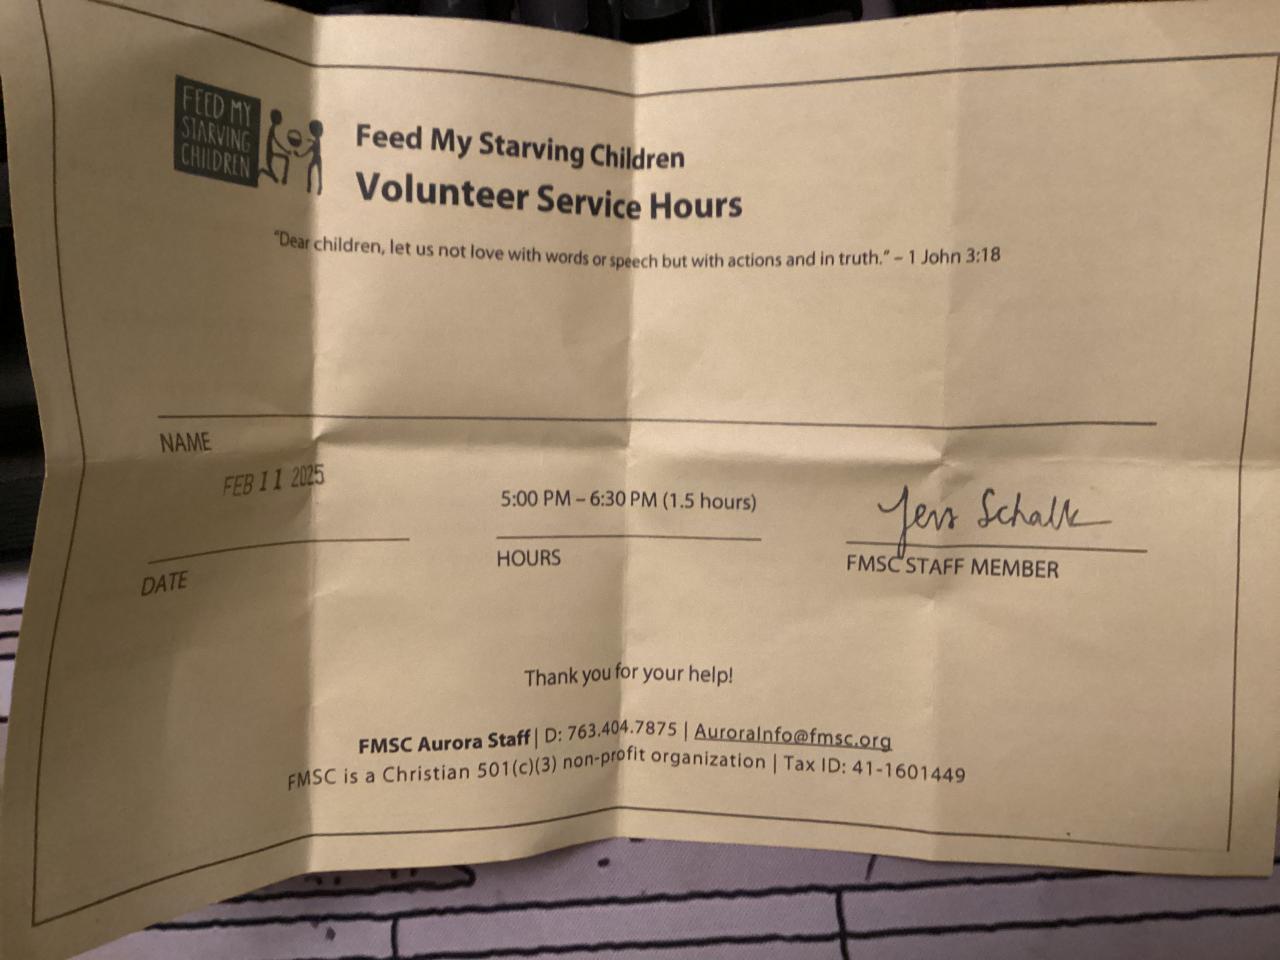 FEED MY
STARVING
CHILDREN
Feed My Starving Children
Volunteer Service Hours
"Dear children, let us not love with words or speech but with actions and in truth." – 1 John 3:18
NAME
FEB 11 2025
5:00 PM – 6:30 PM (1.5 hours)
Jess Schalk
DATE
HOURS
FMSC STAFF MEMBER
Thank you for your help!
FMSC Aurora Staff | D: 763.404.7875 | AuroraInfo@fmsc.org
FMSC is a Christian 501(c)(3) non-profit organization | Tax ID: 41-1601449